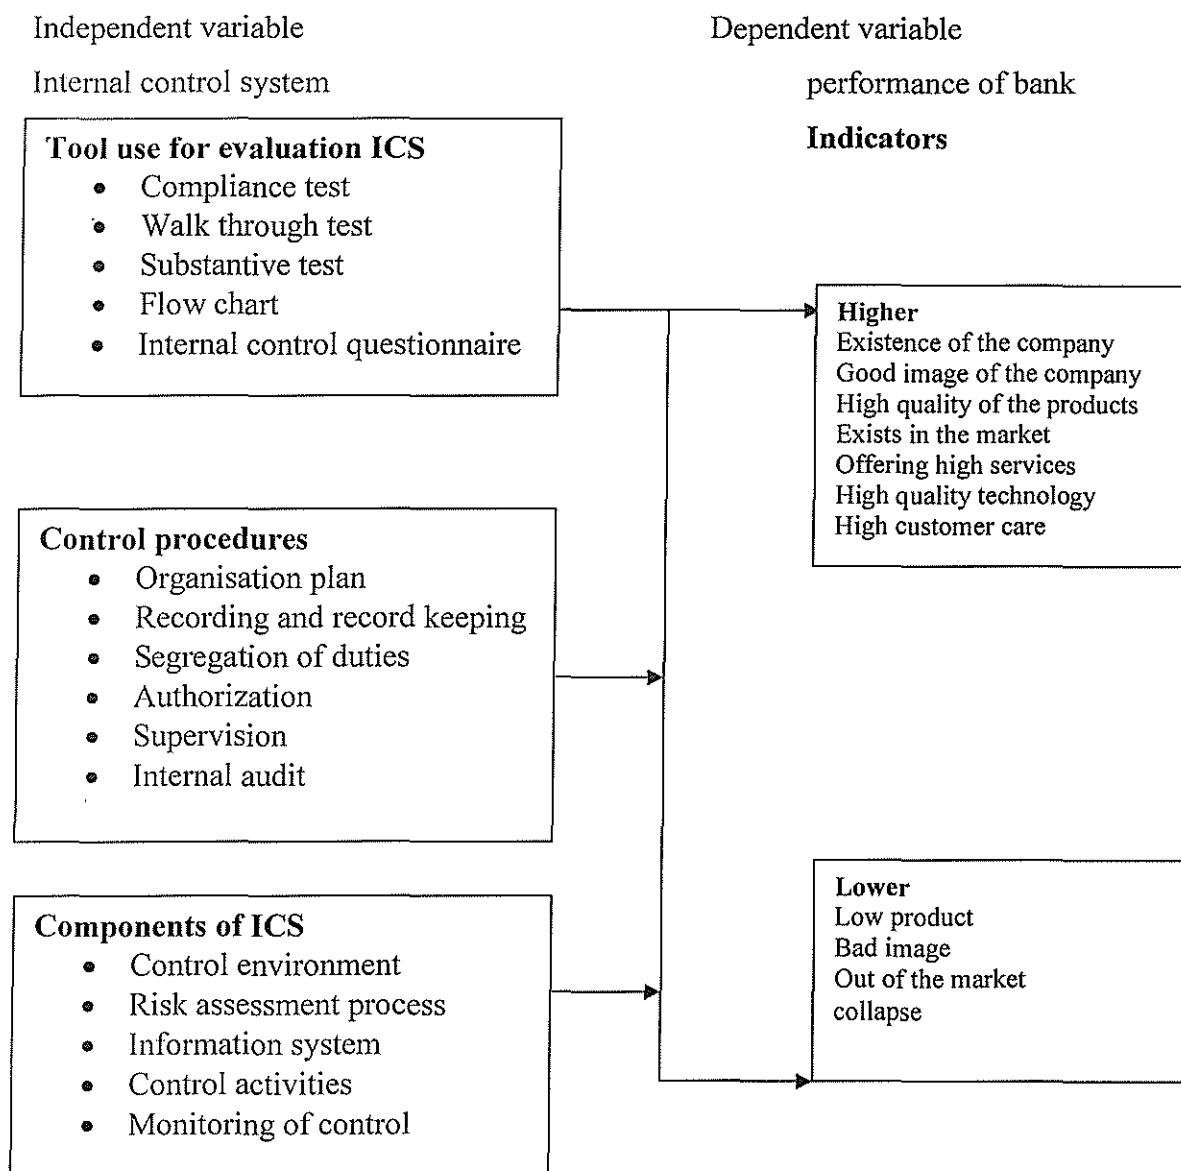 Independent variable
Dependent variable
Internal control system
performance of bank
Indicators
Tool use for evaluation ICS
• Compliance test
• Walk through test
• Substantive test
• Flow chart
• Internal control questionnaire
Higher
Existence of the company
Good image of the company
High quality of the products
Exists in the market
Offering high services
High quality technology
High customer care
Control procedures
• Organisation plan
• Recording and record keeping
• Segregation of duties
• Authorization
• Supervision
• Internal audit
Lower
Low product
Bad image
Out of the market
collapse
Components of ICS
• Control environment
• Risk assessment process
• Information system
• Control activities
• Monitoring of control